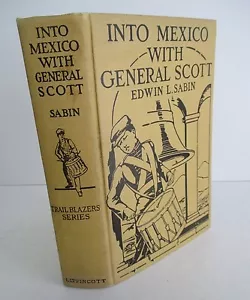 INTO
MEXICO
WITH
GENERAL
SCOTT
SABIN
TRAIL BLAZERS
SERIES
LIPPINCOTT
INTO MEXICO
WITH
GENERAL SCOTT
EDWIN L. SABIN